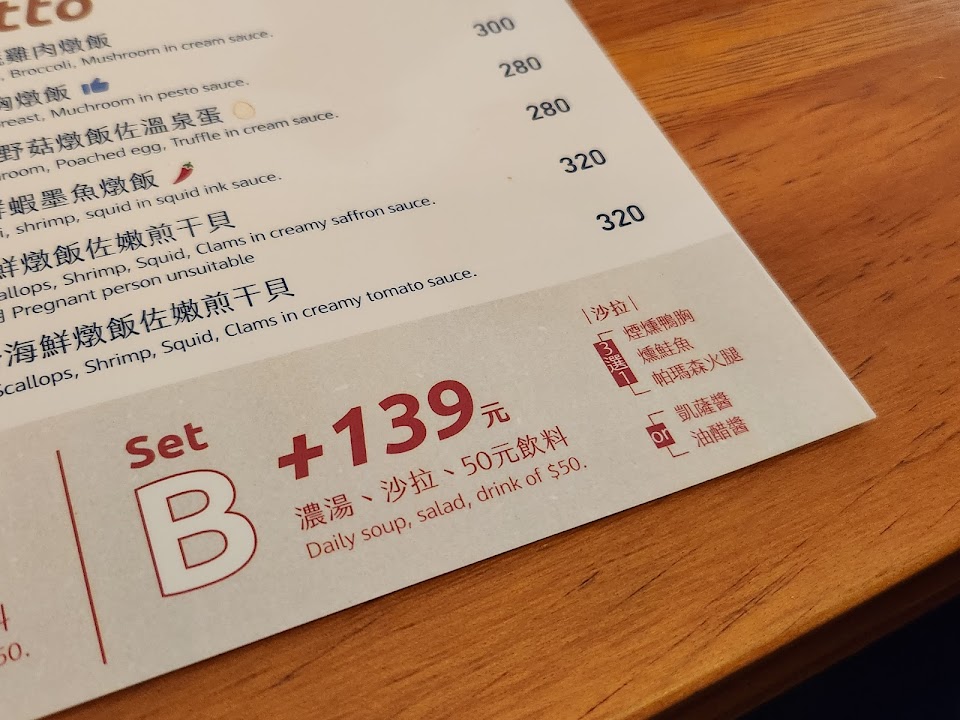 tto
雞肉燉飯
Broccoli, Mushroom in cream sauce.
300
燉飯
reast, Muchroom in pesto sauce.
280
野菇燉飯佐溫泉蛋
room, Poached egg, Truffle in cream sauce.
280
蝦墨魚燉飯
i, shrimp, squid in squid ink sauce.
320
鮮燉飯佐嫩煎干貝
allops, Shrimp, Squid, Clams in creamy saffron sauce.
Pregnant person unsuitable
320
海鮮燉飯佐嫩煎干貝
Scallops, Shrimp, Squid, Clams in creamy tomato sauce.
Set
B
+139元
濃湯、沙拉、50元飲料
Daily soup, salad, drink of $50.
|沙拉|
3選1
煙燻鴨胸
燻鮭魚
帕瑪森火腿
or
凱薩醬
油醋醬
50.